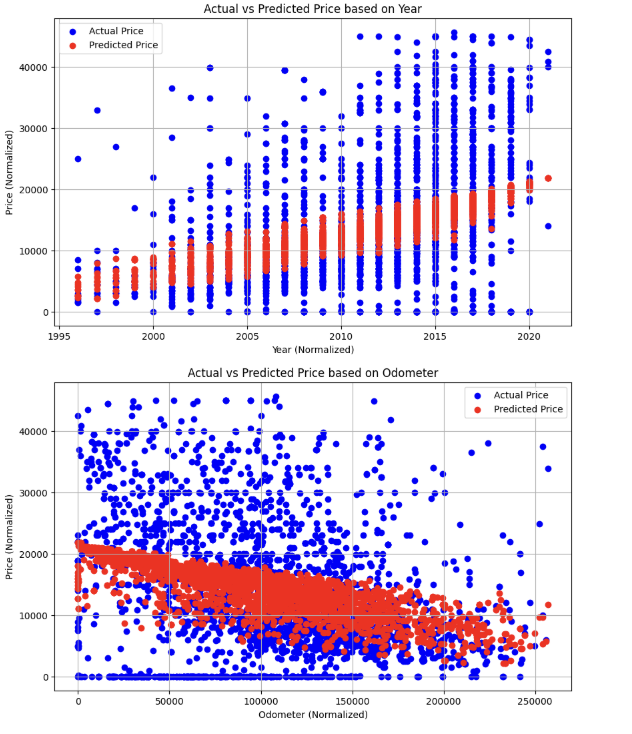 Actual vs Predicted Price based on Year
Actual Price
Predicted Price
40000
30000
20000
10000
0
Price (Normalized)
1995
2000
2005
2010
2015
2020
Year (Normalized)
Actual vs Predicted Price based on Odometer
Actual Price
Predicted Price
40000
30000
20000
10000
0
Price (Normalized)
0
50000
100000
150000
200000
250000
Odometer (Normalized)